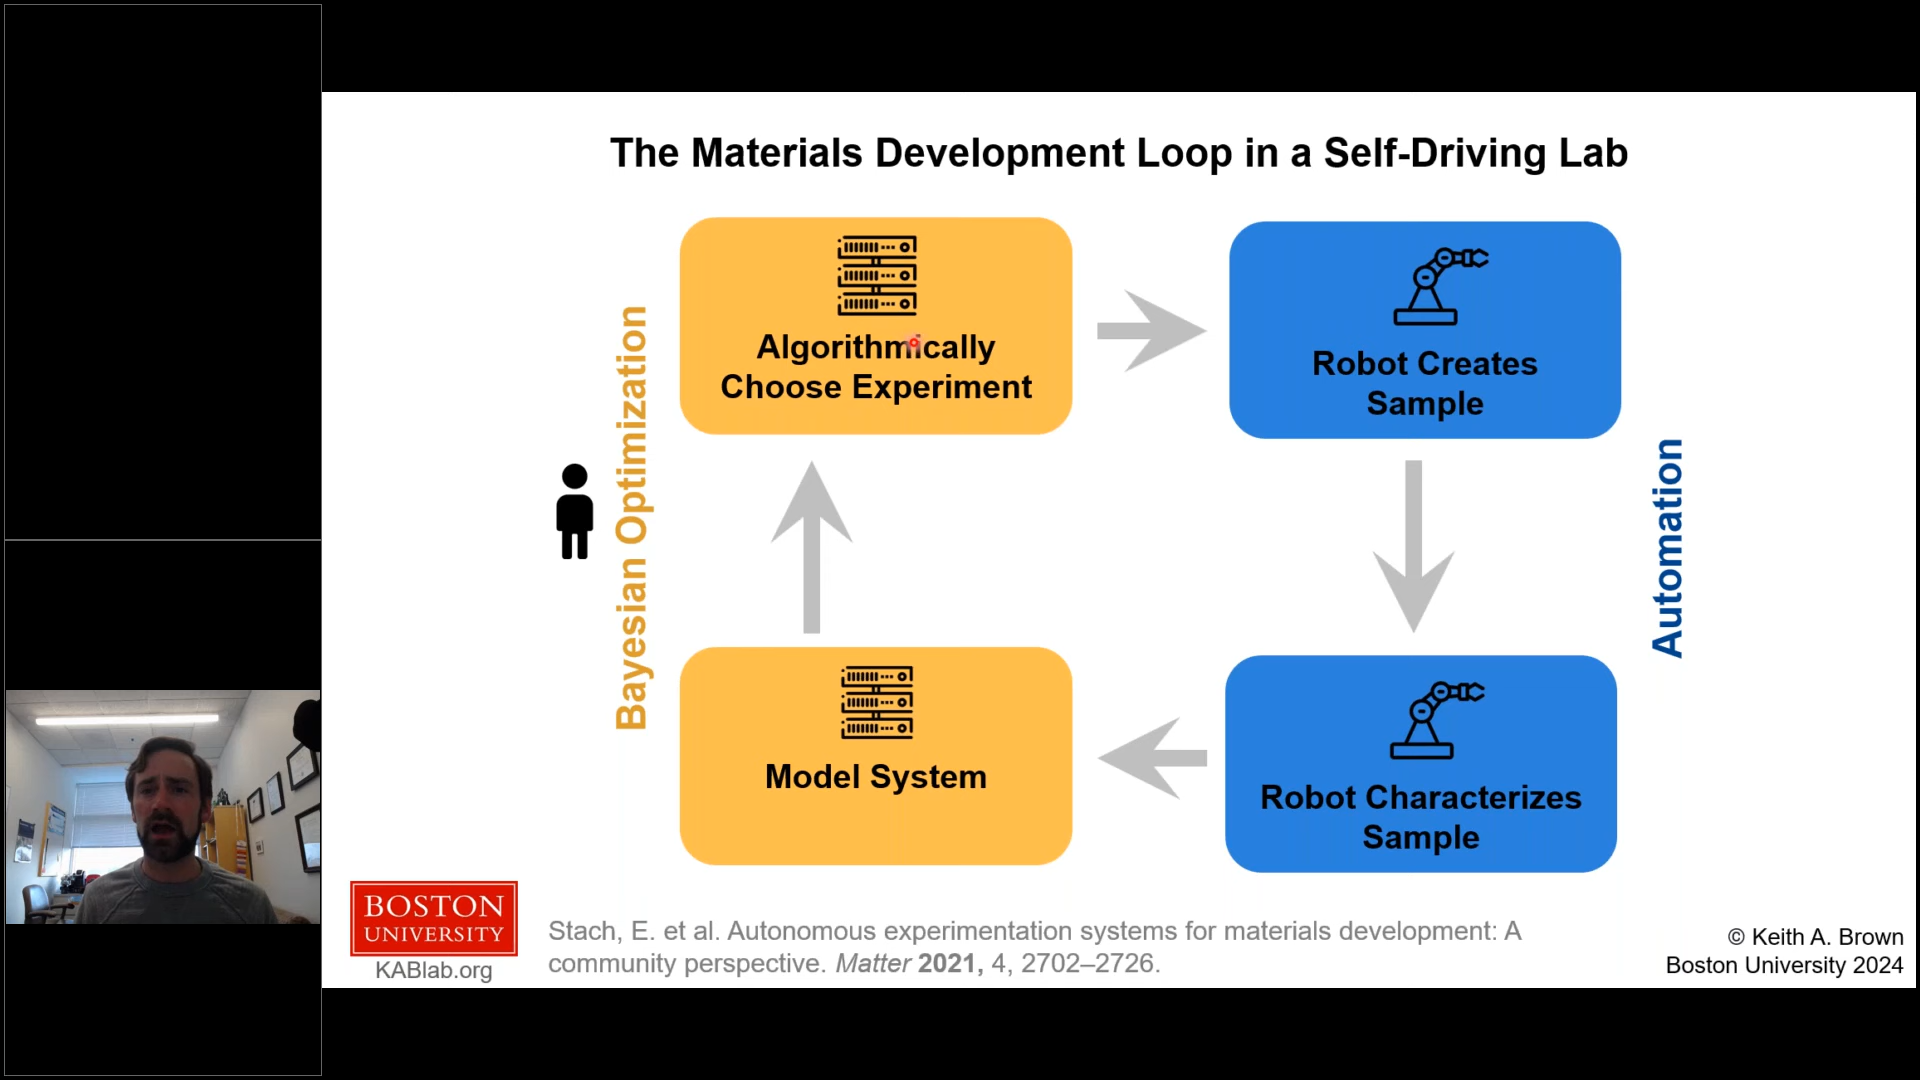 The Materials Development Loop in a Self-Driving Lab
Algorithmically
Choose Experiment
Robot Creates
Sample
Bayesian Optimization
Automation
Model System
Robot Characterizes
Sample
BOSTON
UNIVERSITY
KABlab.org
Stach, E. et al. Autonomous experimentation systems for materials development: A
community perspective. Matter 2021, 4, 2702–2726.
© Keith A. Brown
Boston University 2024